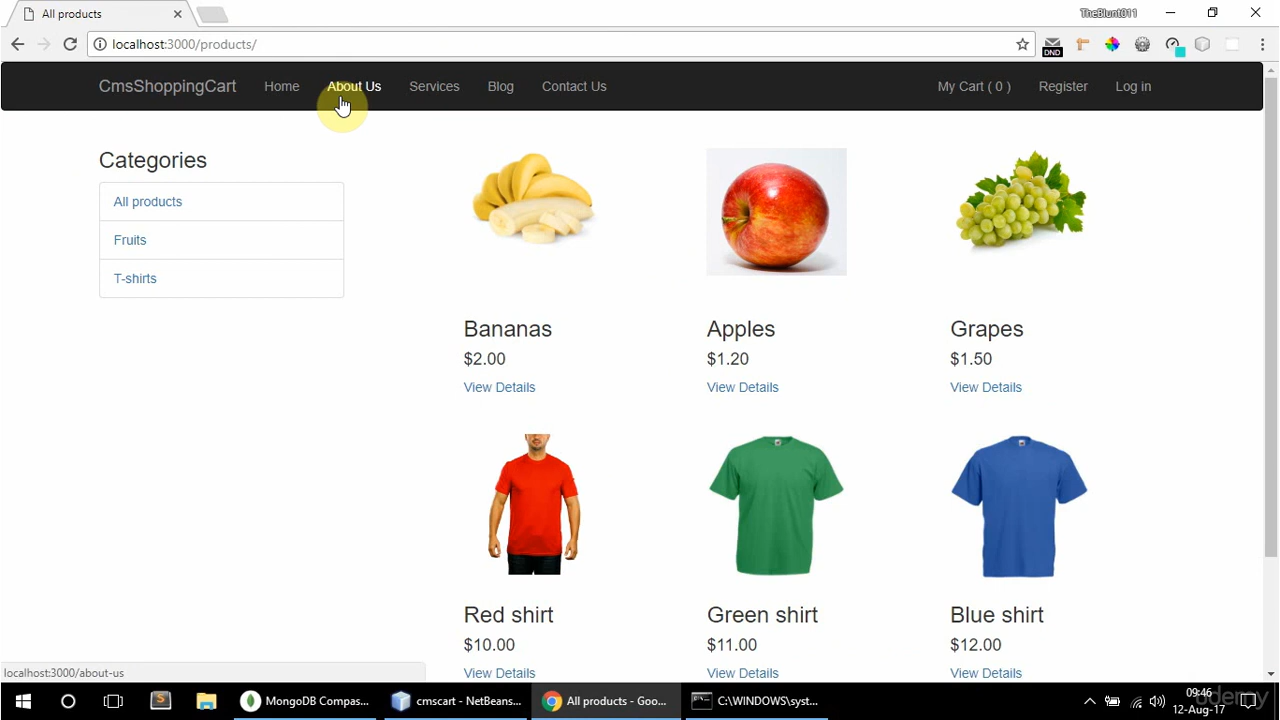 All products
TheBlunt011
localhost:3000/products/
DND
CmsShoppingCart Home About Us Services Blog Contact Us My Cart ( 0 ) Register Log in
Categories
All products
Fruits
T-shirts
Bananas Apples Grapes
$2.00 $1.20 $1.50
View Details View Details View Details
Red shirt Green shirt Blue shirt
$10.00 $11.00 $12.00
View Details View Details View Details
localhost:3000/about-us
MongoDB Compas... cmscart - NetBeans... All products - Goo... C:\WINDOWS\syst... 09:46
12-Aug-17
udemy